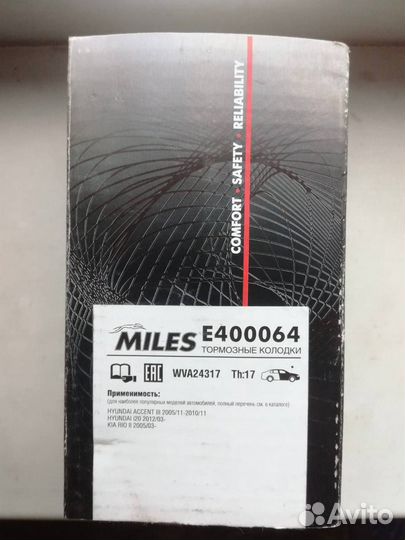 COMFORT · SAFETY · RELIABILITY
MILES E400064
ТОРМОЗНЫЕ КОЛОДКИ
EAC WVA24317 Th:17
Применимость:
(для наиболее популярных моделей автомобилей, полный перечень см. в каталоге)
HYUNDAI ACCENT III 2005/11-2010/11
HYUNDAI I20 2012/03-
KIA RIO II 2005/03-
Avito